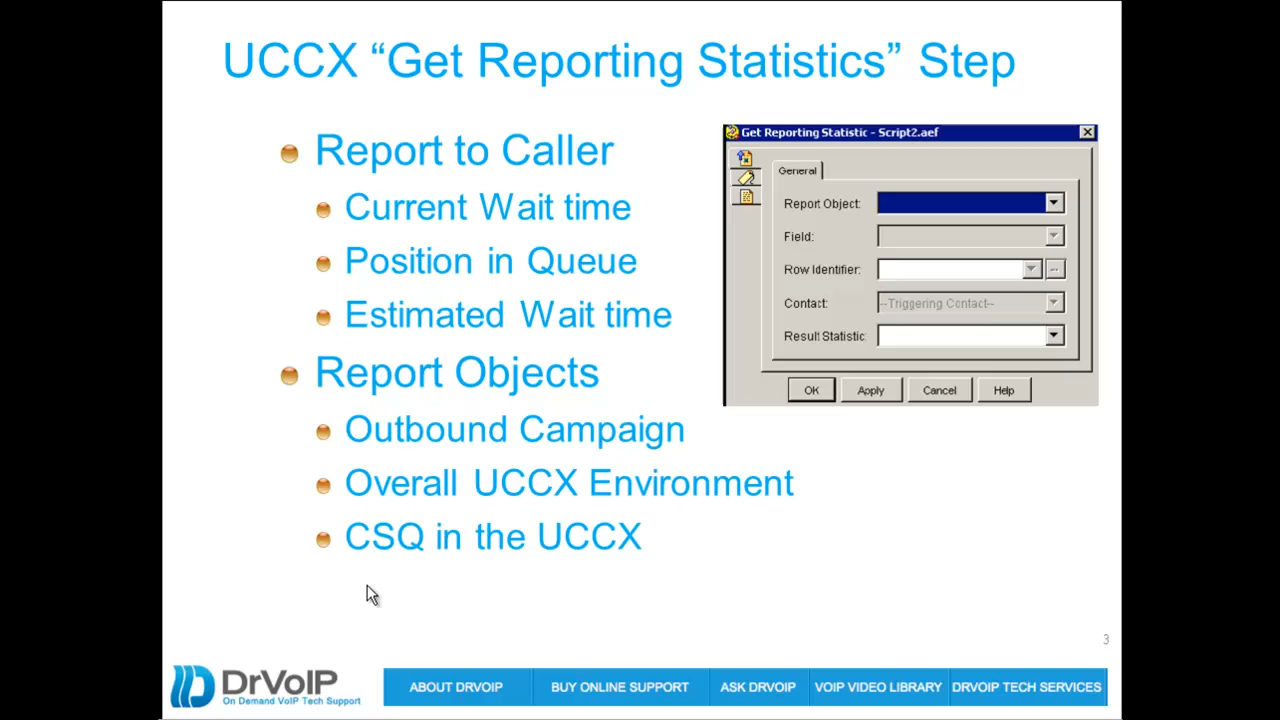 UCCX “Get Reporting Statistics” Step
Report to Caller
Current Wait time
Position in Queue
Estimated Wait time
Report Objects
Outbound Campaign
Overall UCCX Environment
CSQ in the UCCX
Get Reporting Statistic - Script2.aef
General
Report Object:
Field:
Row Identifier:
...
Contact:
--Triggering Contact--
Result Statistic:
OK Apply Cancel Help
3
DrVoIP
On Demand VoIP Tech Support
ABOUT DRVOIP BUY ONLINE SUPPORT ASK DRVOIP VOIP VIDEO LIBRARY DRVOIP TECH SERVICES